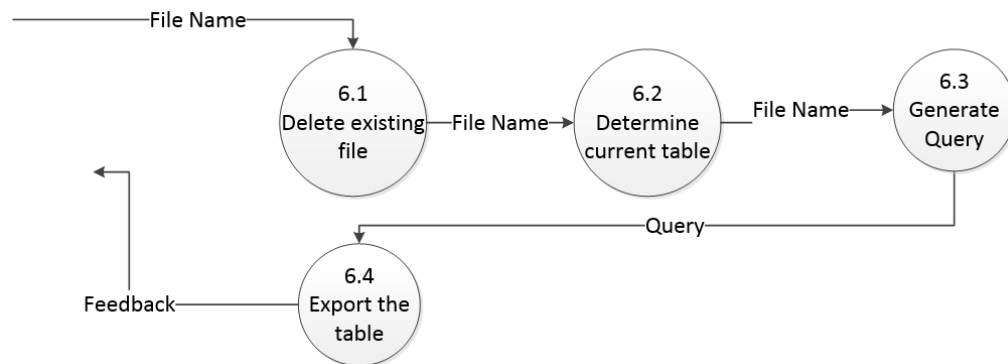 File Name
6.1
Delete existing
file
File Name
6.2
Determine
current table
File Name
6.3
Generate
Query
Query
6.4
Export the
table
Feedback